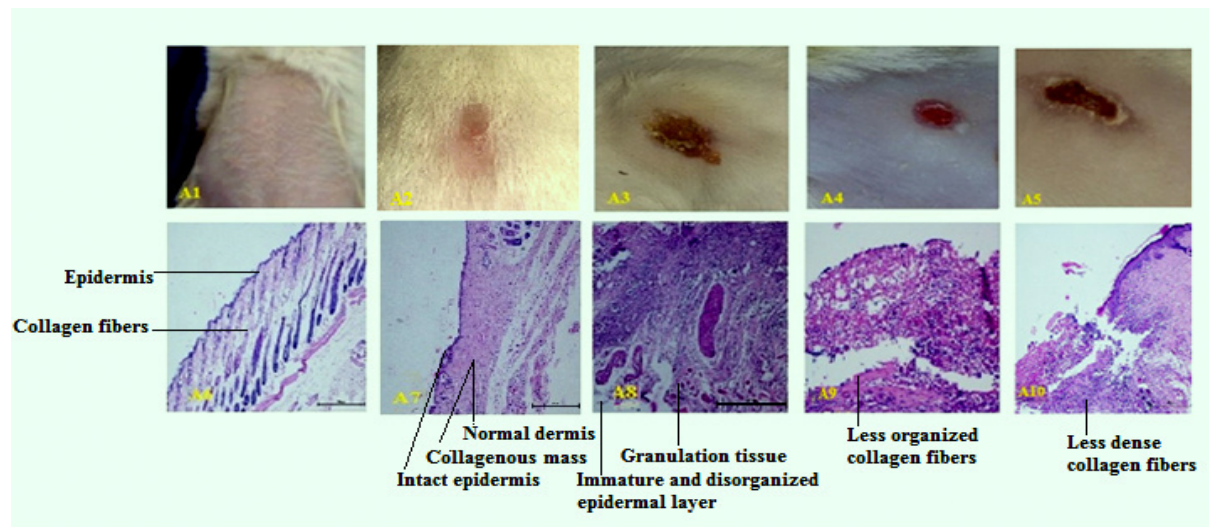 A1
A2
A3
A4
A5
Epidermis
Collagen fibers
A6
A7
A8
A9
A10
Normal dermis
Collagenous mass
Intact epidermis
Granulation tissue
Immature and disorganized
epidermal layer
Less organized
collagen fibers
Less dense
collagen fibers